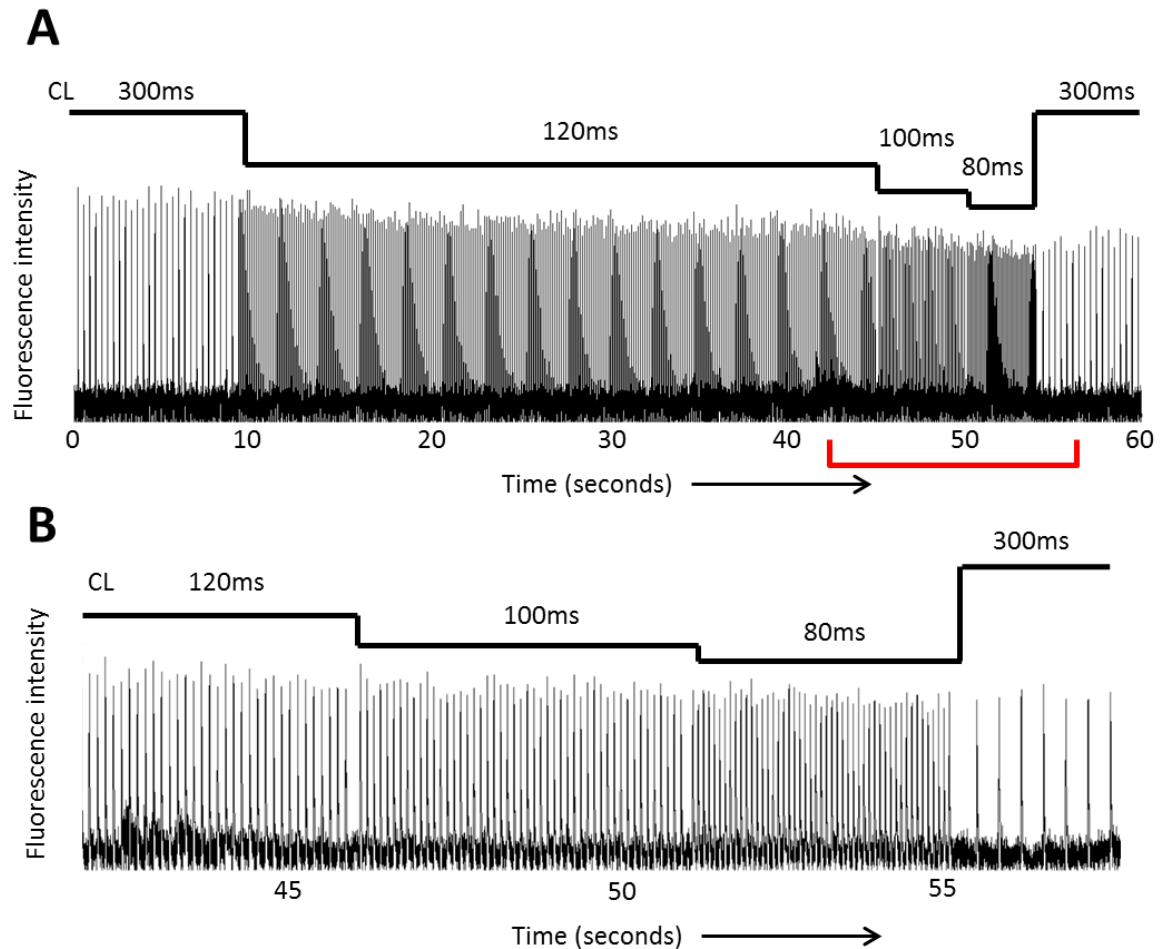 A
CL 300ms 300ms
120ms
100ms
80ms
Fluorescence intensity
0 10 20 30 40 50 60
Time (seconds)
B
300ms
CL 120ms
100ms
80ms
Fluorescence intensity
45 50 55
Time (seconds)